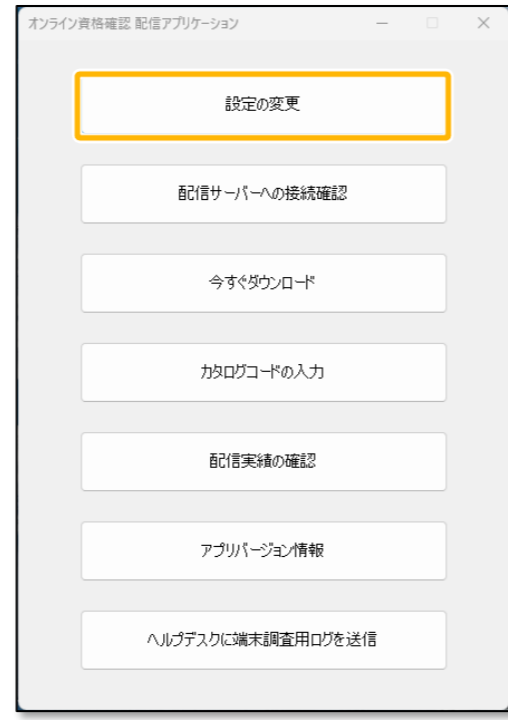 オンライン資格確認 配信アプリケーション
設定の変更
配信サーバーへの接続確認
今すぐダウンロード
カタログコードの入力
配信実績の確認
アプリバージョン情報
ヘルプデスクに端末調査用ログを送信